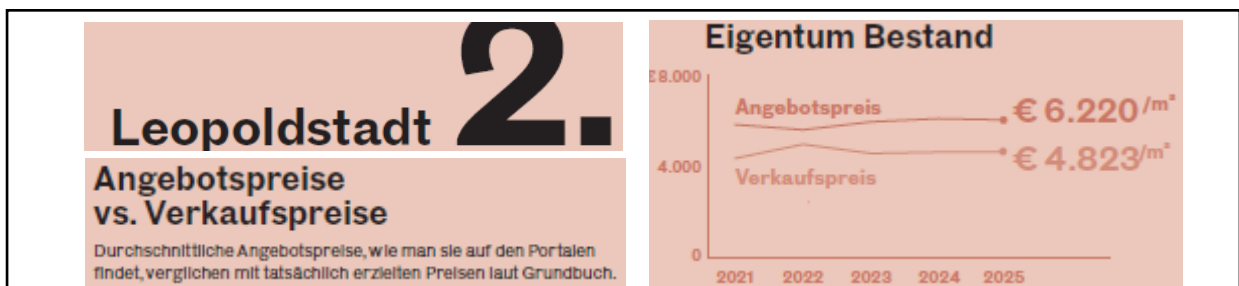 Leopoldstadt 2.
Angebotspreise
vs. Verkaufspreise
Durchschnittliche Angebotspreise, wie man sie auf den Portalen
findet, verglichen mit tatsächlich erzielten Preisen laut Grundbuch.
Eigentum Bestand
€ 8.000
Angebotspreis
€ 6.220/m²
4.000
€ 4.823/m²
Verkaufspreis
0
2021 2022 2023 2024 2025